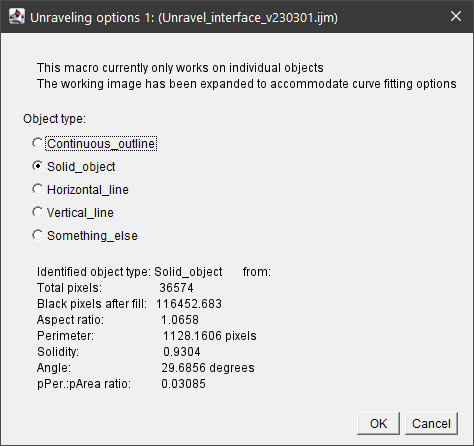 Unraveling options 1: (Unravel_interface_v230301.ijm)
This macro currently only works on individual objects
The working image has been expanded to accommodate curve fitting options
Object type:
Continuous_outline
Solid_object
Horizontal_line
Vertical_line
Something_else
Identified object type: Solid_object from:
Total pixels: 36574
Black pixels after fill: 116452.683
Aspect ratio: 1.0658
Perimeter: 1128.1606 pixels
Solidity: 0.9304
Angle: 29.6856 degrees
pPer.:pArea ratio: 0.03085
OK Cancel